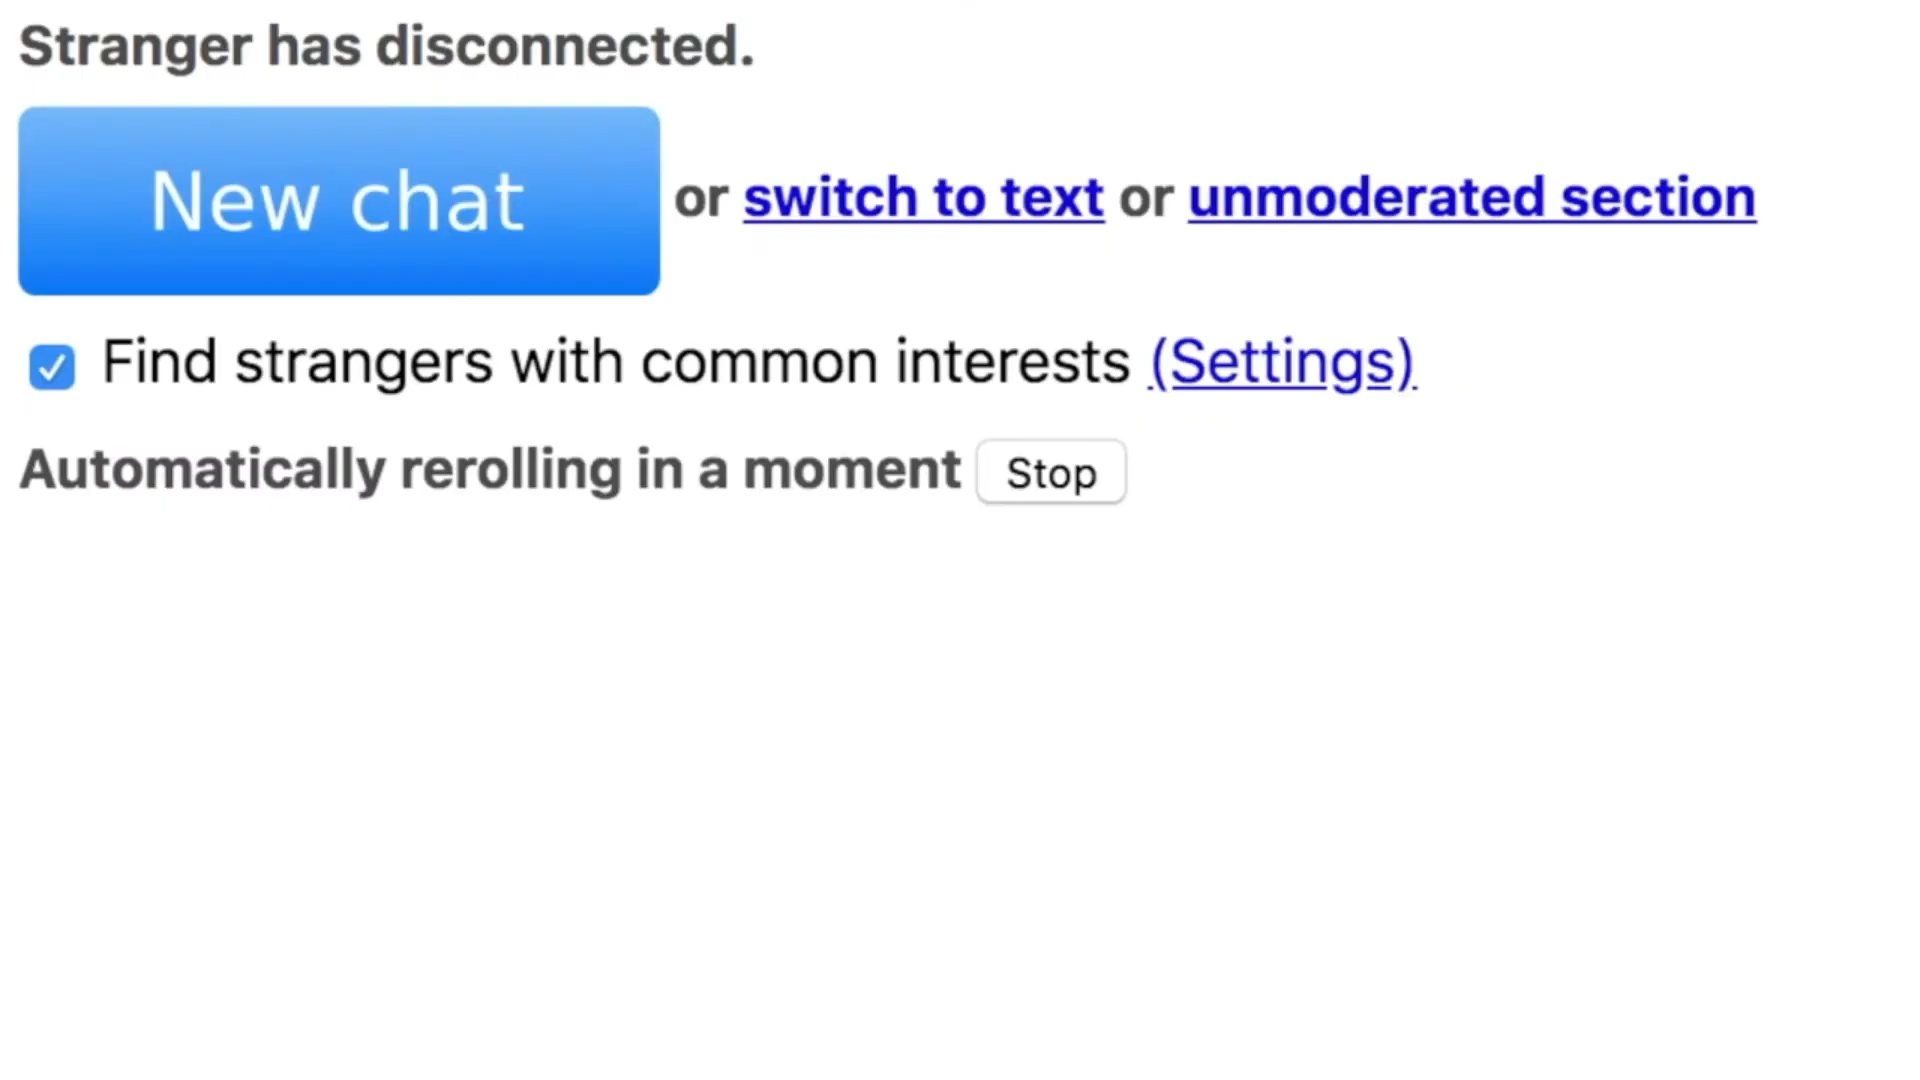 Stranger has disconnected.
New chat or switch to text or unmoderated section
Find strangers with common interests (Settings)
Automatically rerolling in a moment Stop